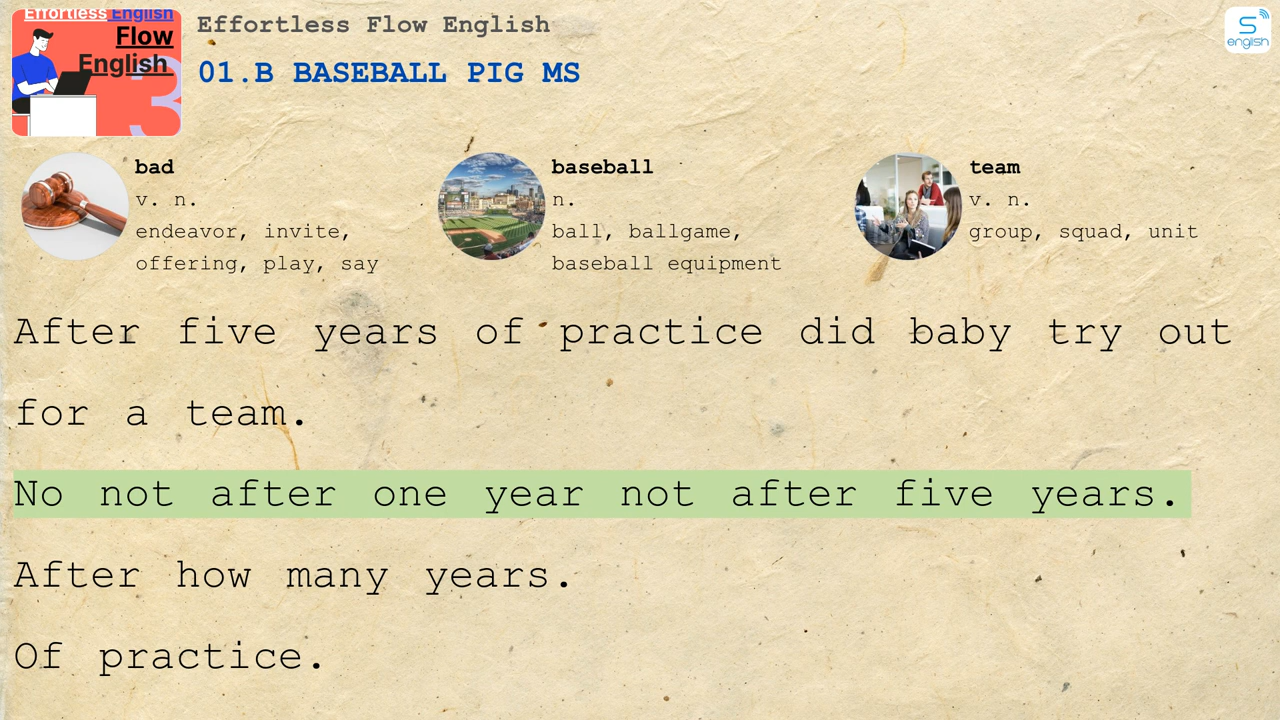 Effortless English
Flow
English
3
Effortless Flow English
01.B BASEBALL PIG MS
S
english
bad
v. n.
endeavor, invite,
offering, play, say
baseball
n.
ball, ballgame,
baseball equipment
team
v. n.
group, squad, unit
After five years of practice did baby try out
for a team.
No not after one year not after five years.
After how many years.
Of practice.